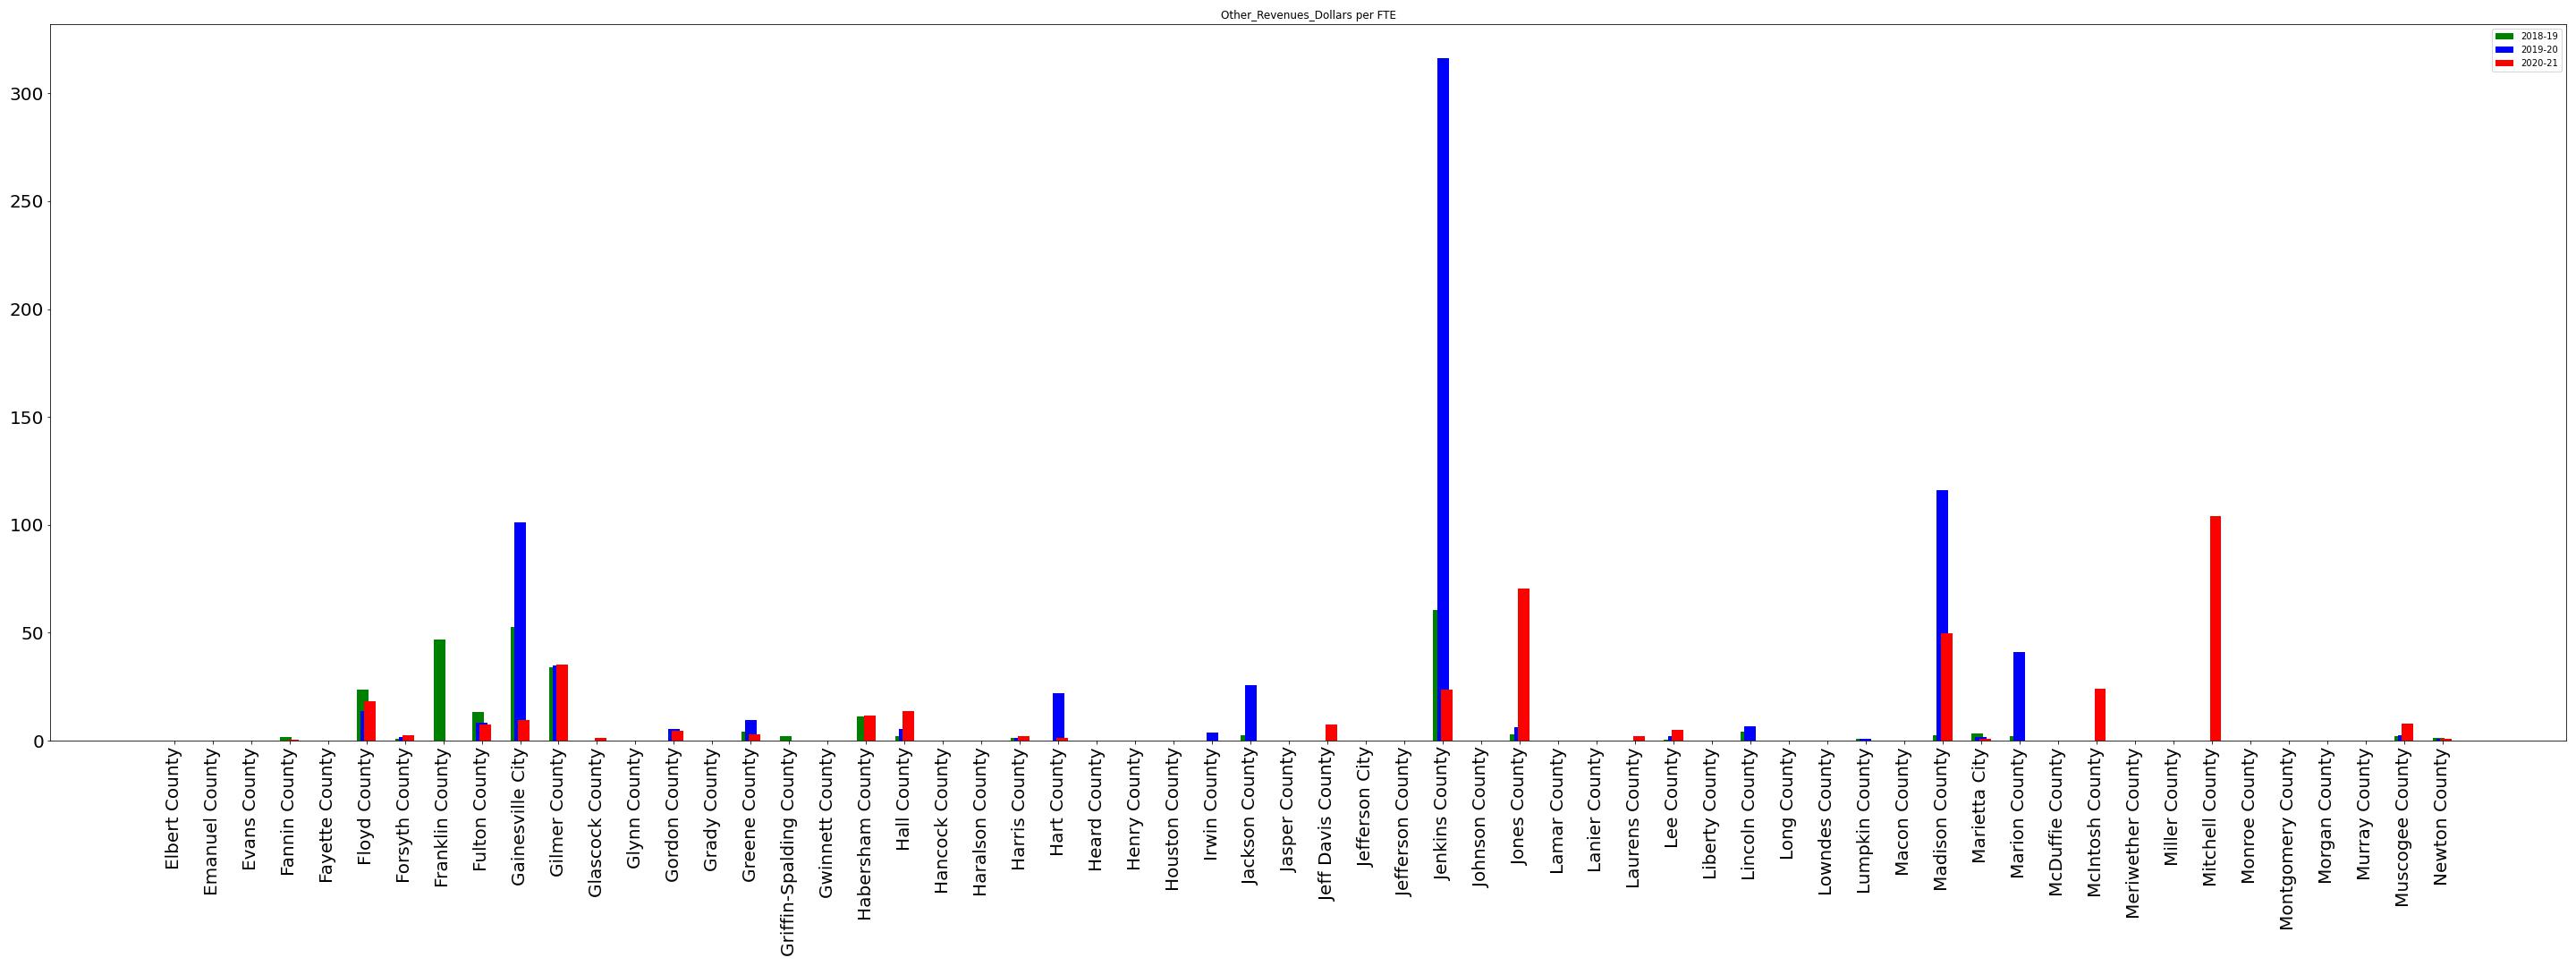 Other_Revenues_Dollars per FTE
2018-19
2019-20
2020-21
300
250
200
150
100
50
0
Elbert County
Emanuel County
Evans County
Fannin County
Fayette County
Floyd County
Forsyth County
Franklin County
Fulton County
Gainesville City
Gilmer County
Glascock County
Glynn County
Gordon County
Grady County
Greene County
Griffin-Spalding County
Gwinnett County
Habersham County
Hall County
Hancock County
Haralson County
Harris County
Hart County
Heard County
Henry County
Houston County
Irwin County
Jackson County
Jasper County
Jeff Davis County
Jefferson City
Jefferson County
Jenkins County
Johnson County
Jones County
Lamar County
Lanier County
Laurens County
Lee County
Liberty County
Lincoln County
Long County
Lowndes County
Lumpkin County
Macon County
Madison County
Marietta City
Marion County
McDuffie County
McIntosh County
Meriwether County
Miller County
Mitchell County
Monroe County
Montgomery County
Morgan County
Murray County
Muscogee County
Newton County